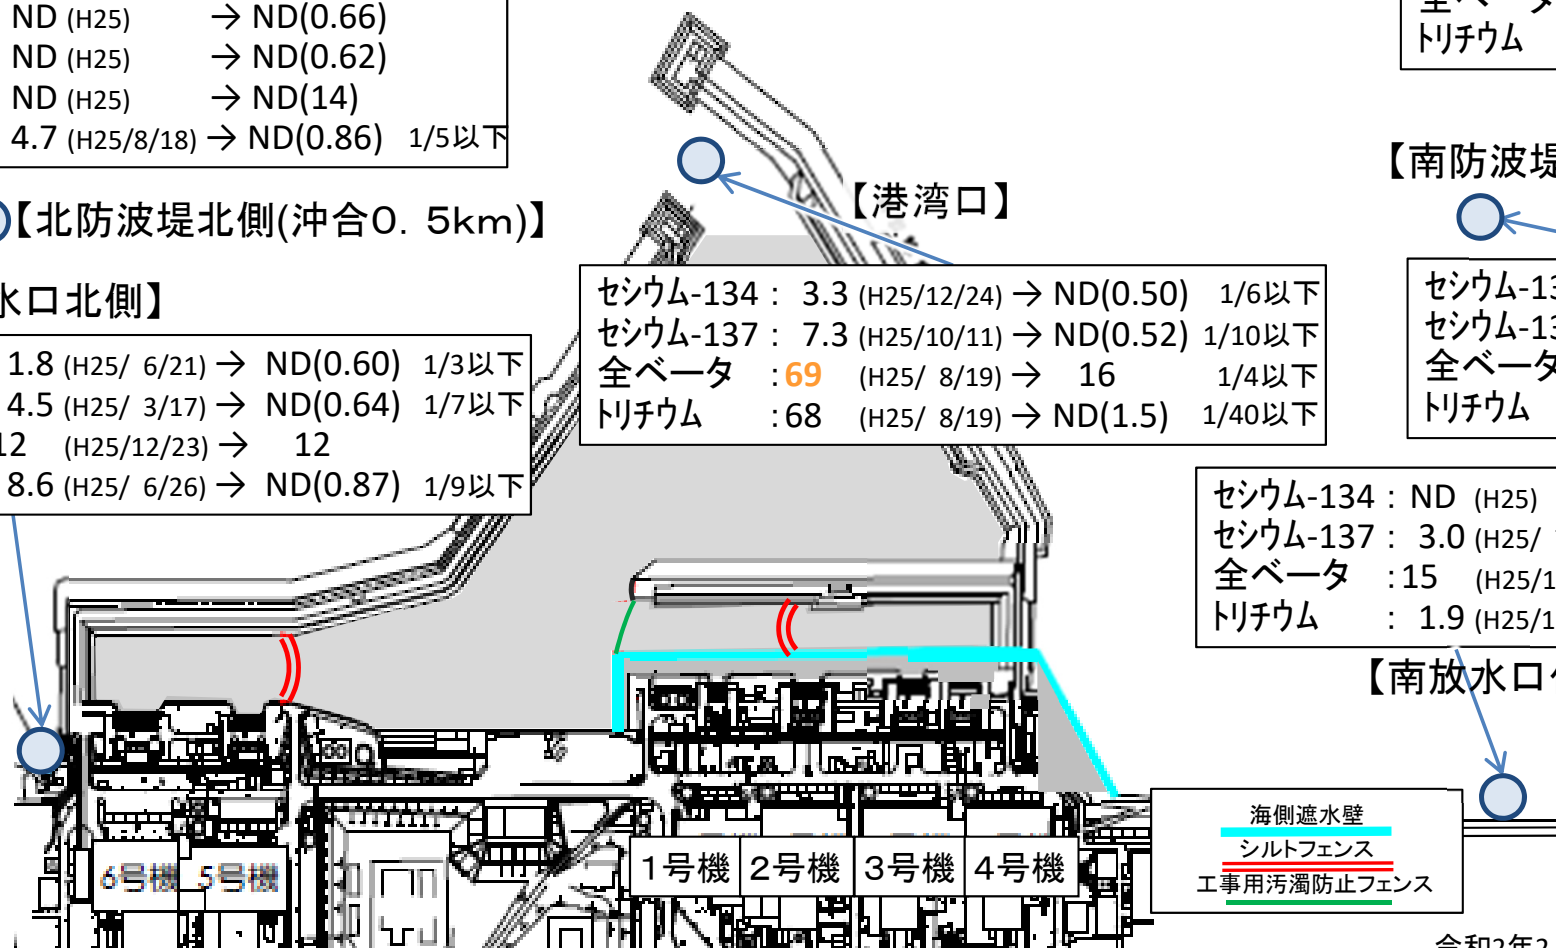 ND (H25) → ND(0.66)
ND (H25) → ND(0.62)
ND (H25) → ND(14)
4.7 (H25/8/18) → ND(0.86) 1/5以下
トリチウム
【北防波堤北側(沖合0. 5km)】
【港湾口】
【南防波堤
水口北側】
1.8 (H25/ 6/21) → ND(0.60) 1/3以下
4.5 (H25/ 3/17) → ND(0.64) 1/7以下
12 (H25/12/23) → 12
8.6 (H25/ 6/26) → ND(0.87) 1/9以下
セシウム-134 : 3.3 (H25/12/24) → ND(0.50) 1/6以下
セシウム-137 : 7.3 (H25/10/11) → ND(0.52) 1/10以下
全ベータ :69 (H25/ 8/19) → 16 1/4以下
トリチウム :68 (H25/ 8/19) → ND(1.5) 1/40以下
セシウム-13
セシウム-13
全ベータ
トリチウム
セシウム-134 : ND (H25)
セシウム-137 : 3.0 (H25/
全ベータ :15 (H25/1
トリチウム : 1.9 (H25/1
【南放水口
6号機
5号機
1号機
2号機
3号機
4号機
海側遮水壁
シルトフェンス
工事用汚濁防止フェンス